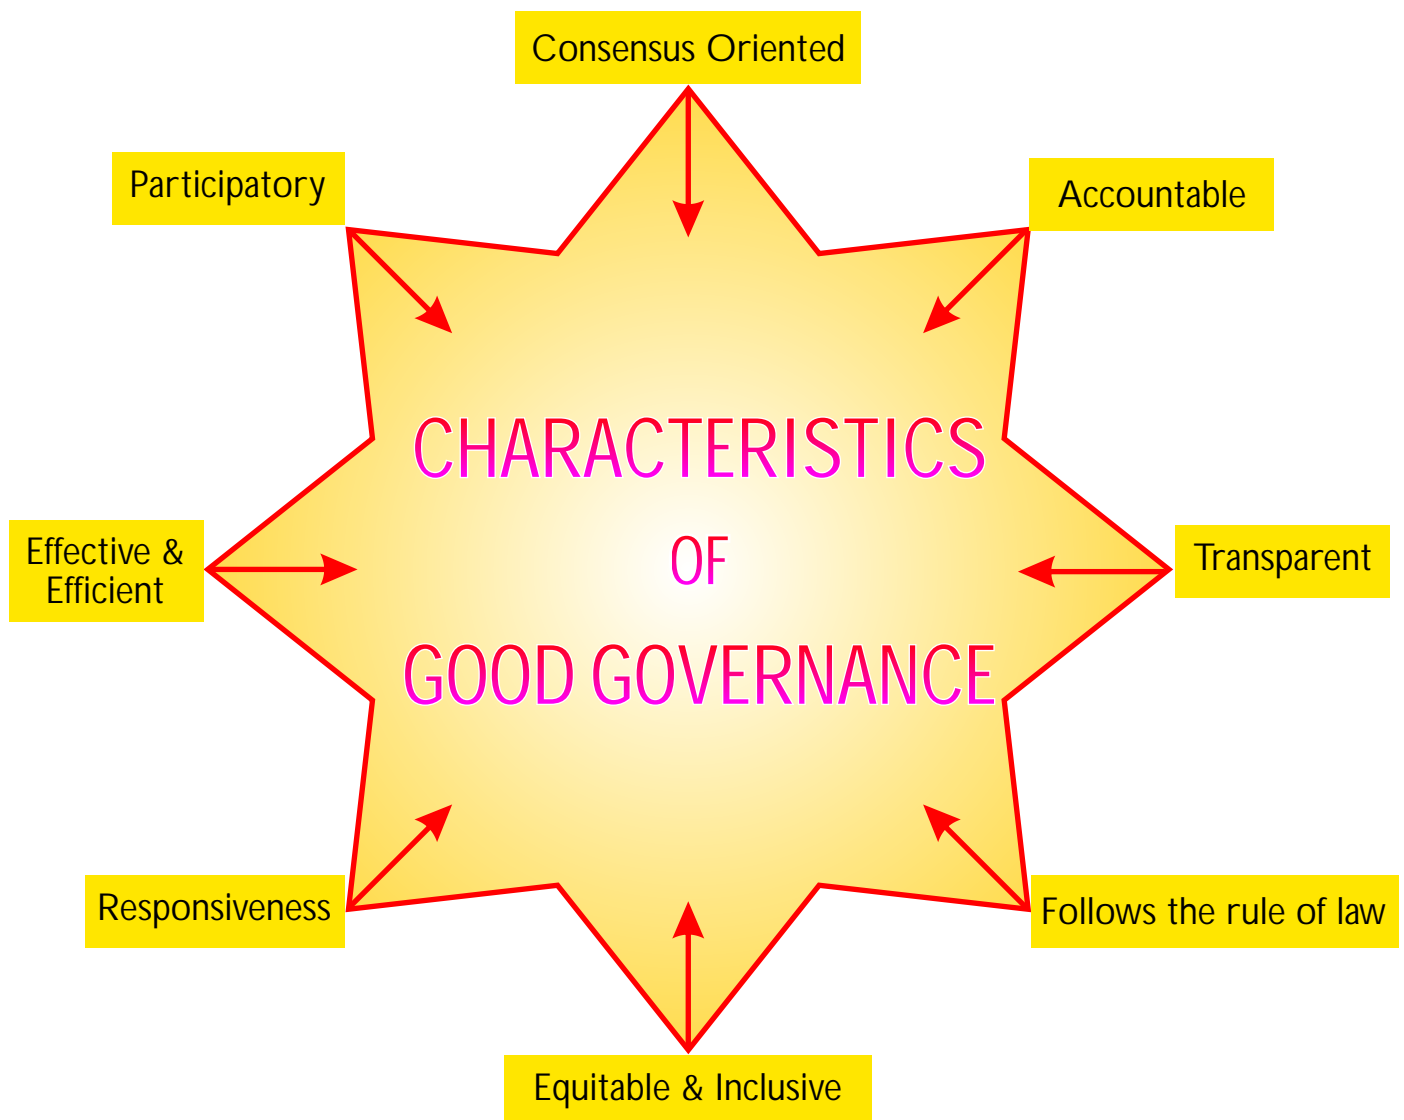 Consensus Oriented
Participatory
Accountable
CHARACTERISTICS
OF
GOOD GOVERNANCE
Effective &
Efficient
Transparent
Responsiveness
Follows the rule of law
Equitable & Inclusive